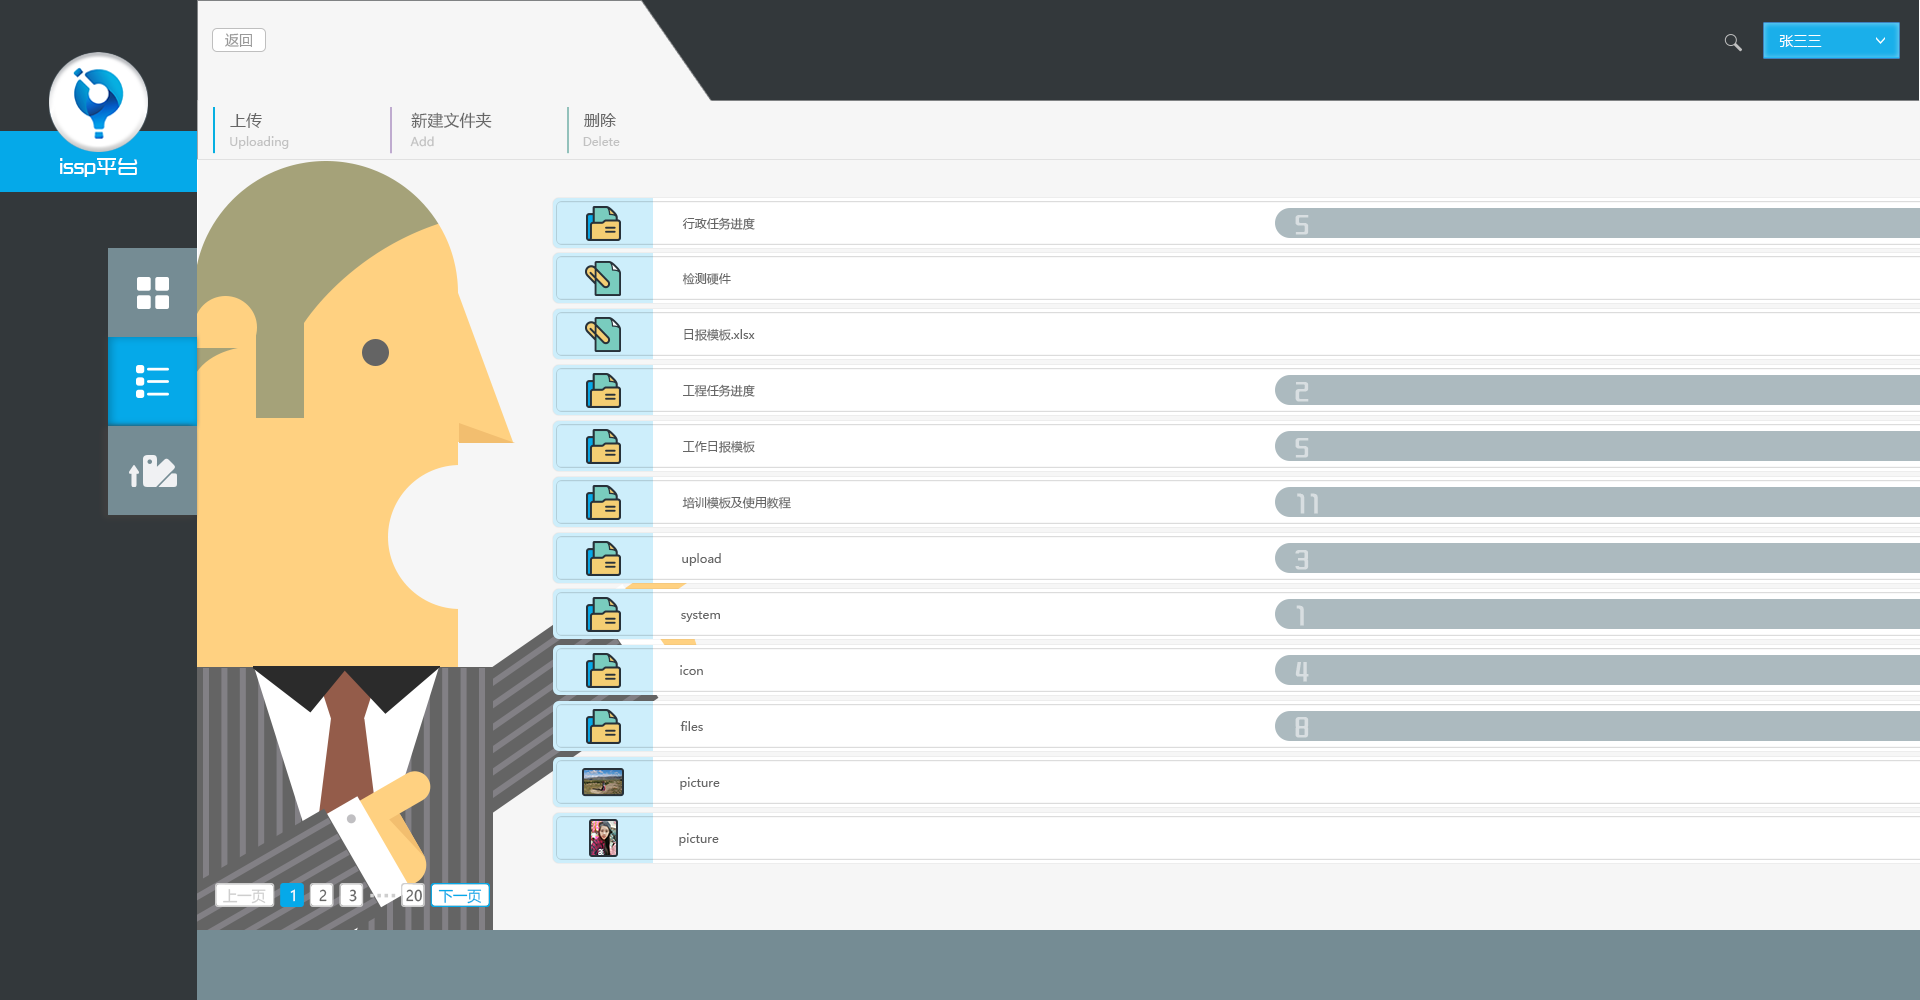 返回
张三三
issp平台
上传
Uploading
新建文件夹
Add
删除
Delete
行政任务进度 5
检测硬件
日报模板.xlsx
工程任务进度 2
工作日报模板 5
培训模板及使用教程 11
upload 3
system 1
icon 4
files 8
picture
picture
上一页 1 2 3 .... 20 下一页